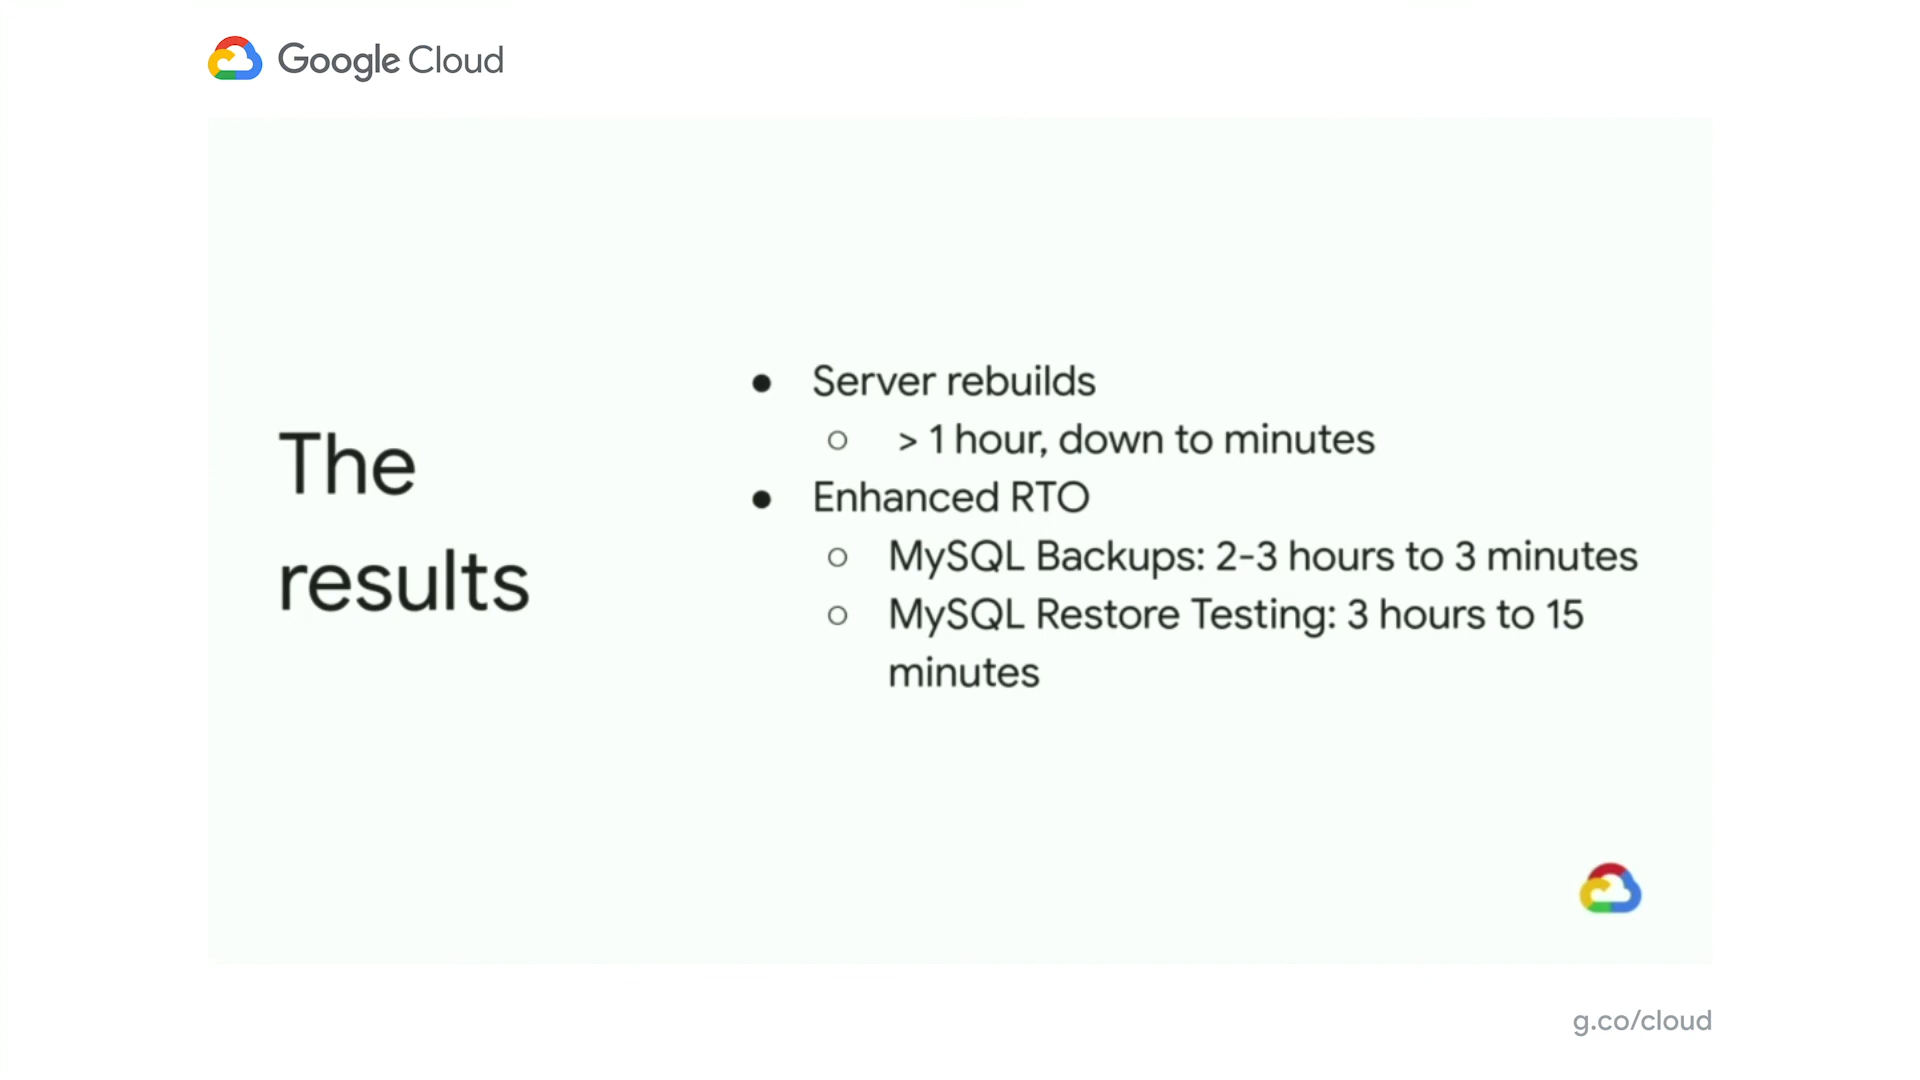 Google Cloud
The
results
● Server rebuilds
○ > 1 hour, down to minutes
● Enhanced RTO
○ MySQL Backups: 2-3 hours to 3 minutes
○ MySQL Restore Testing: 3 hours to 15
minutes
g.co/cloud